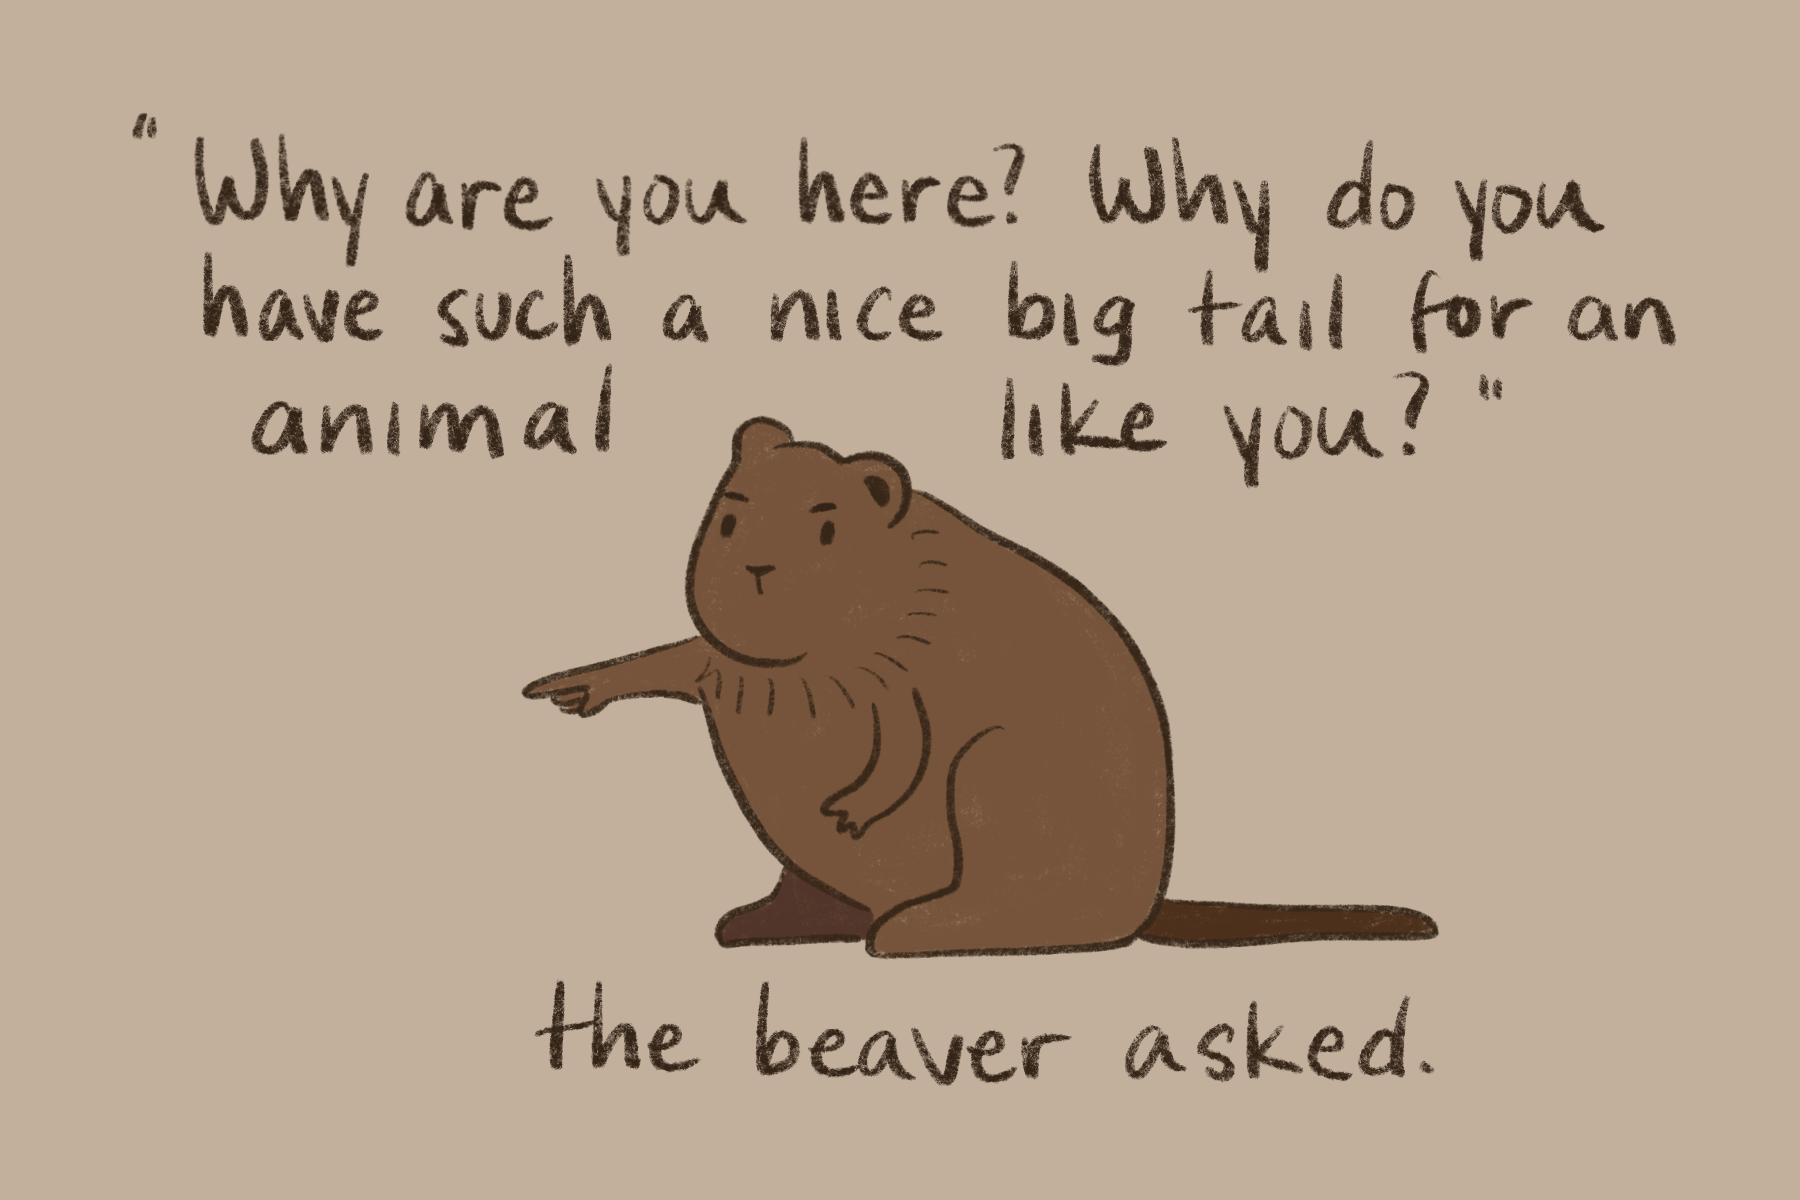 “Why are you here? Why do you
have such a nice big tail for an
animal like you?"
the beaver asked.